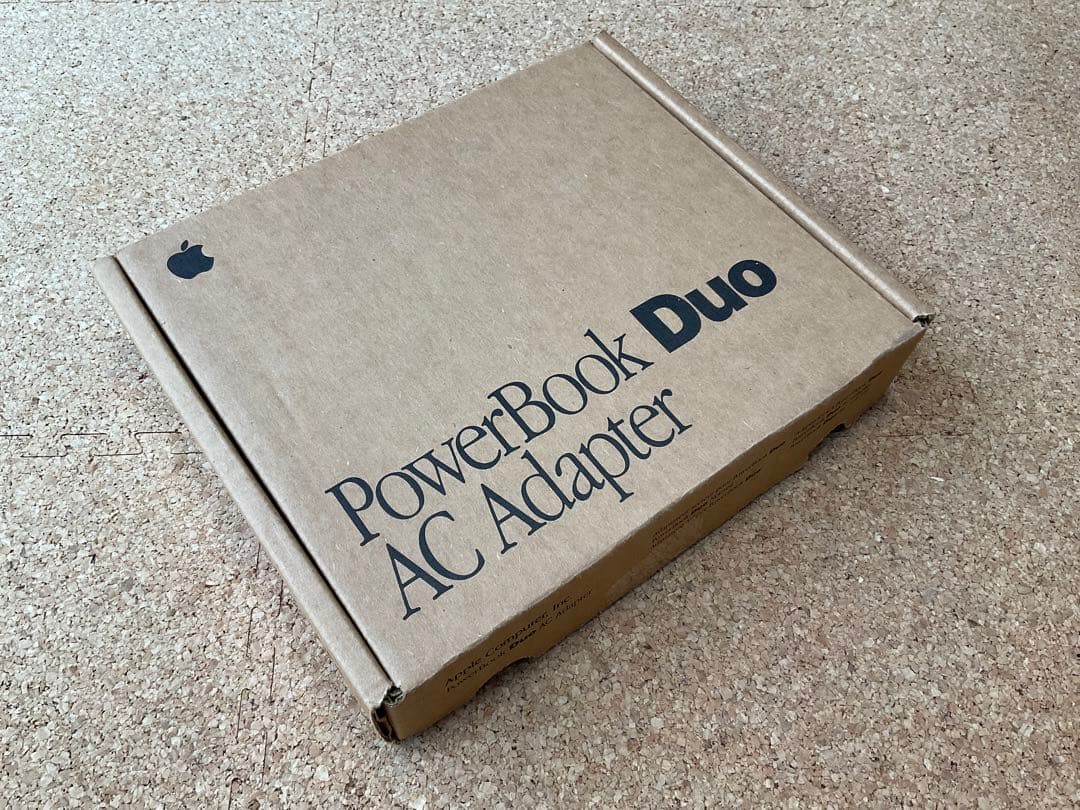 PowerBook Duo
AC Adapter
Apple Computer, Inc.
PowerBook Duo AC Adapter